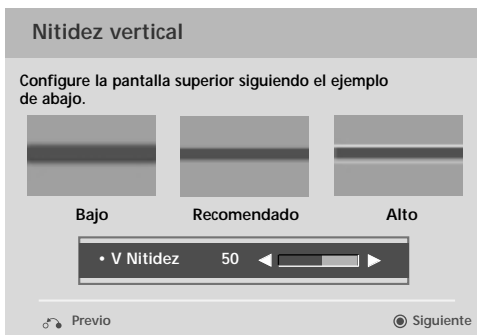 Nitidez vertical
Configure la pantalla superior siguiendo el ejemplo
de abajo.
Bajo Recomendado Alto
• V Nitidez 50 ◀ ▶
Previo Siguiente